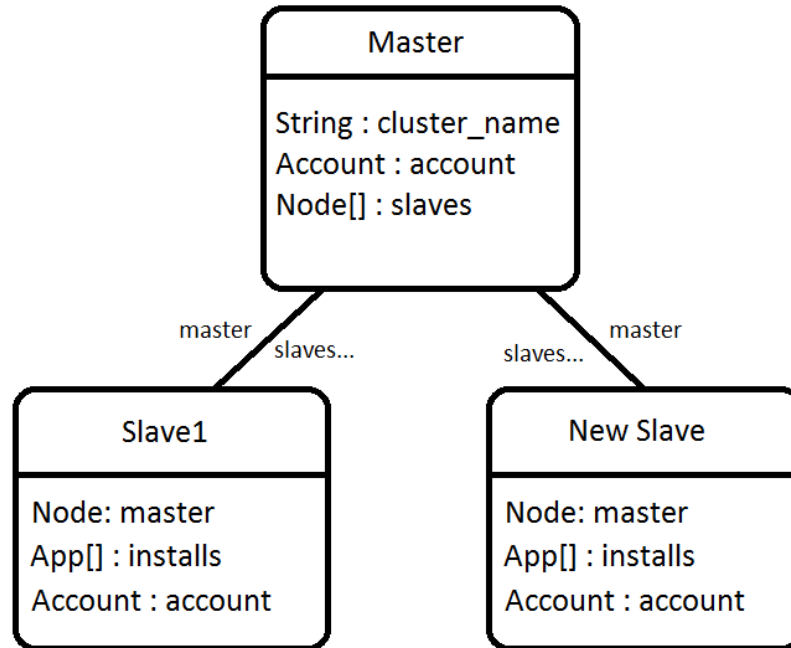 Master
String : cluster_name
Account : account
Node[] : slaves
master
slaves...
master
slaves...
Slave1
Node: master
App[] : installs
Account : account
New Slave
Node: master
App[] : installs
Account : account